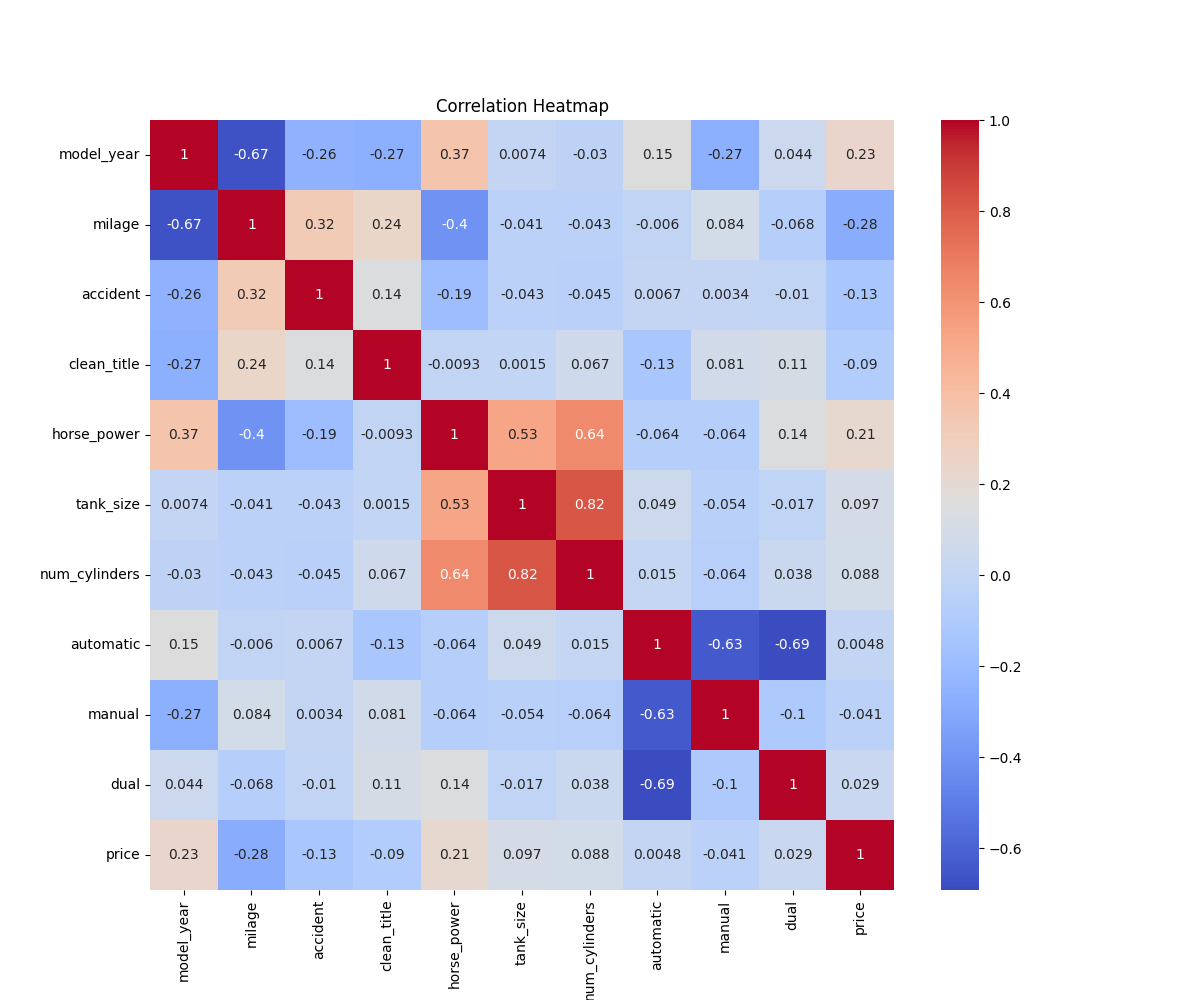 Correlation Heatmap
model_year 1 -0.67 -0.26 -0.27 0.37 0.0074 -0.03 0.15 -0.27 0.044 0.23
milage -0.67 1 0.32 0.24 -0.4 -0.041 -0.043 -0.006 0.084 -0.068 -0.28
accident -0.26 0.32 1 0.14 -0.19 -0.043 -0.045 0.0067 0.0034 -0.01 -0.13
clean_title -0.27 0.24 0.14 1 -0.0093 0.0015 0.067 -0.13 0.081 0.11 -0.09
horse_power 0.37 -0.4 -0.19 -0.0093 1 0.53 0.64 -0.064 -0.064 0.14 0.21
tank_size 0.0074 -0.041 -0.043 0.0015 0.53 1 0.82 0.049 -0.054 -0.017 0.097
num_cylinders -0.03 -0.043 -0.045 0.067 0.64 0.82 1 0.015 -0.064 0.038 0.088
automatic 0.15 -0.006 0.0067 -0.13 -0.064 0.049 0.015 1 -0.63 -0.69 0.0048
manual -0.27 0.084 0.0034 0.081 -0.064 -0.054 -0.064 -0.63 1 -0.1 -0.041
dual 0.044 -0.068 -0.01 0.11 0.14 -0.017 0.038 -0.69 -0.1 1 0.029
price 0.23 -0.28 -0.13 -0.09 0.21 0.097 0.088 0.0048 -0.041 0.029 1
model_year
milage
accident
clean_title
horse_power
tank_size
num_cylinders
automatic
manual
dual
price
1.0
0.8
0.6
0.4
0.2
0.0
−0.2
−0.4
−0.6